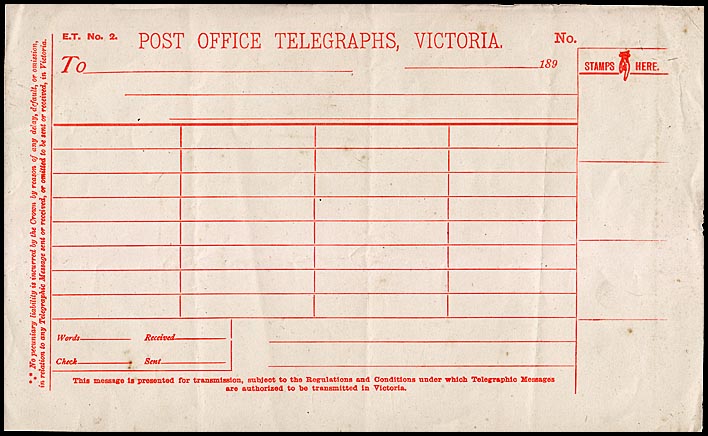 E.T. No. 2.
POST OFFICE TELEGRAPHS, VICTORIA.
No.
To
189
STAMPS HERE.
Words
Received
Check
Sent
This message is presented for transmission, subject to the Regulations and Conditions under which Telegraphic Messages
are authorized to be transmitted in Victoria.
** No pecuniary liability is incurred by the Crown by reason of any delay, default, or omission,
in relation to any Telegraphic Message sent or received, or omitted to be sent or received, in Victoria.